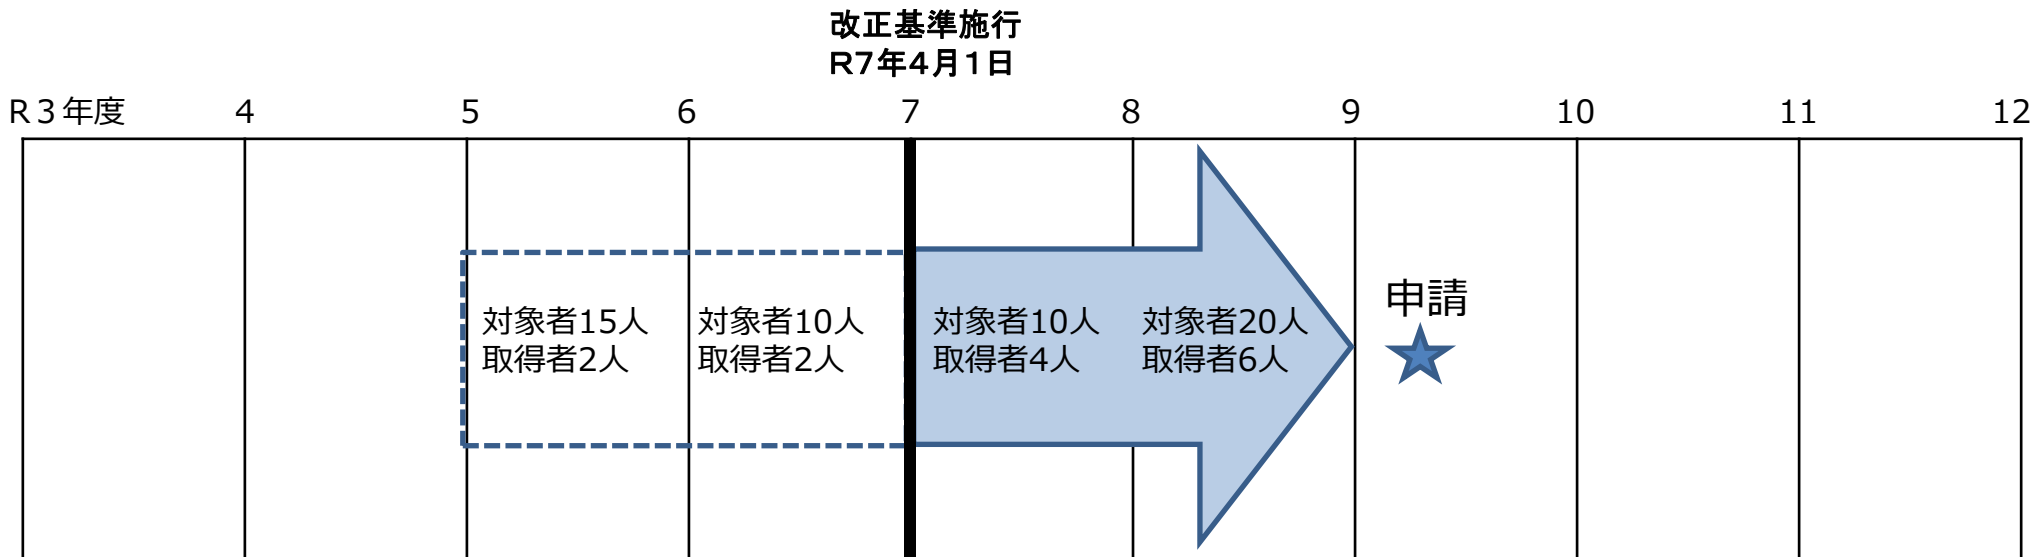 改正基準施行
R7年4月1日
R3年度 4 5 6 7 8 9 10 11 12
対象者15人
取得者2人
対象者10人
取得者2人
対象者10人
取得者4人
対象者20人
取得者6人
申請